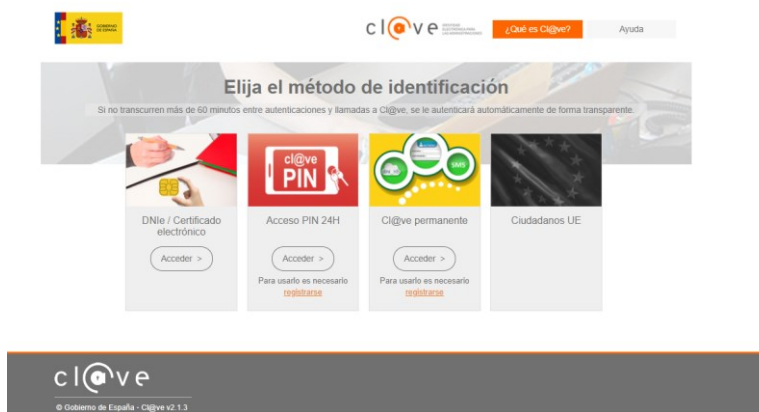 GOBIERNO
DE ESPAÑA
cl@ve
¿Qué es Cl@ve?
Ayuda
Elija el método de identificación
Si no transcurren más de 60 minutos entre autenticaciones y llamadas a Cl@ve, se le autenticará automáticamente de forma transparente.
cl@ve
PIN
SMS
DNIe / Certificado
electrónico
Acceder >
Acceso PIN 24H
Acceder >
Para usarlo es necesario
registrarse
Cl@ve permanente
Acceder >
Para usarlo es necesario
registrarse
Ciudadanos UE
cl@ve
© Gobierno de España - Cl@ve v2.1.3